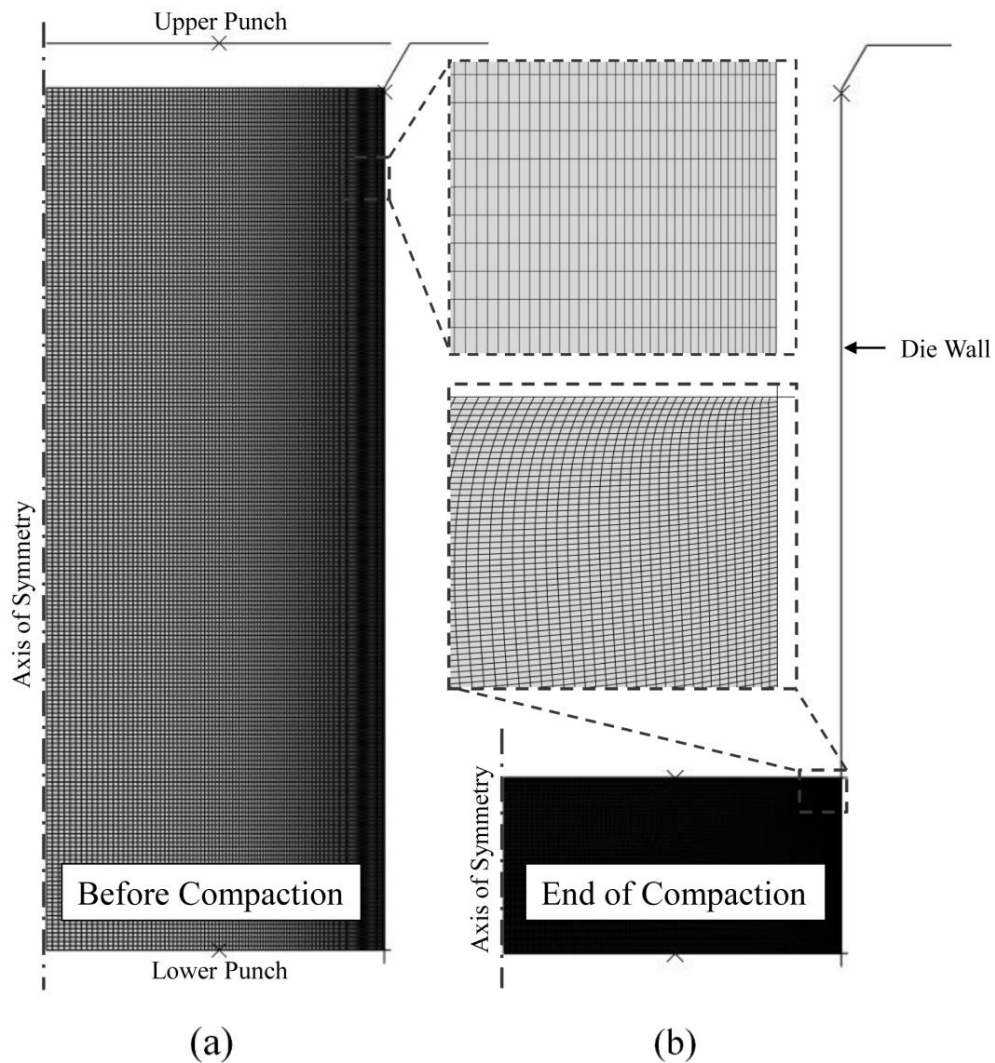 Upper Punch
Die Wall
Axis of Symmetry
Axis of Symmetry
Before Compaction
End of Compaction
Lower Punch
(a)
(b)